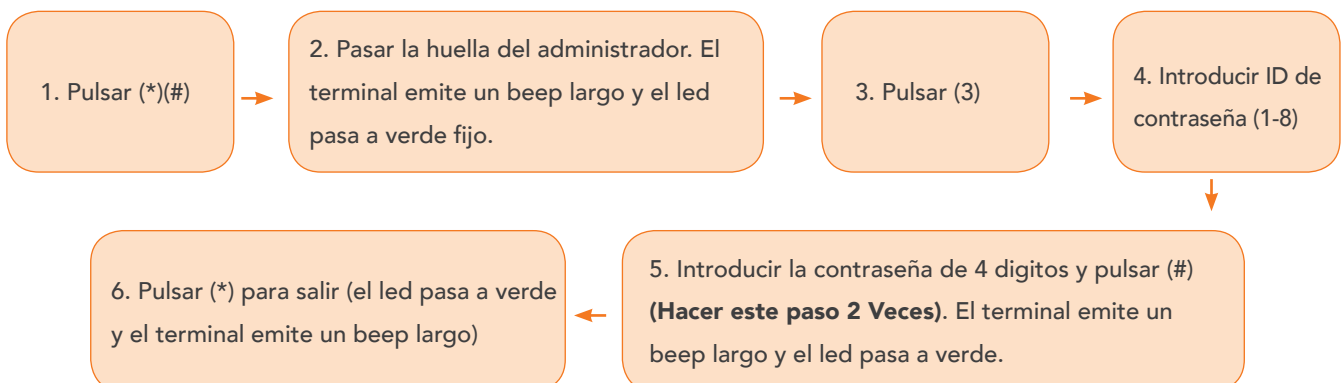 1. Pulsar (*)(#)
2. Pasar la huella del administrador. El
terminal emite un beep largo y el led
pasa a verde fijo.
3. Pulsar (3)
4. Introducir ID de
contraseña (1-8)
5. Introducir la contraseña de 4 digitos y pulsar (#)
(Hacer este paso 2 Veces). El terminal emite un
beep largo y el led pasa a verde.
6. Pulsar (*) para salir (el led pasa a verde
y el terminal emite un beep largo)